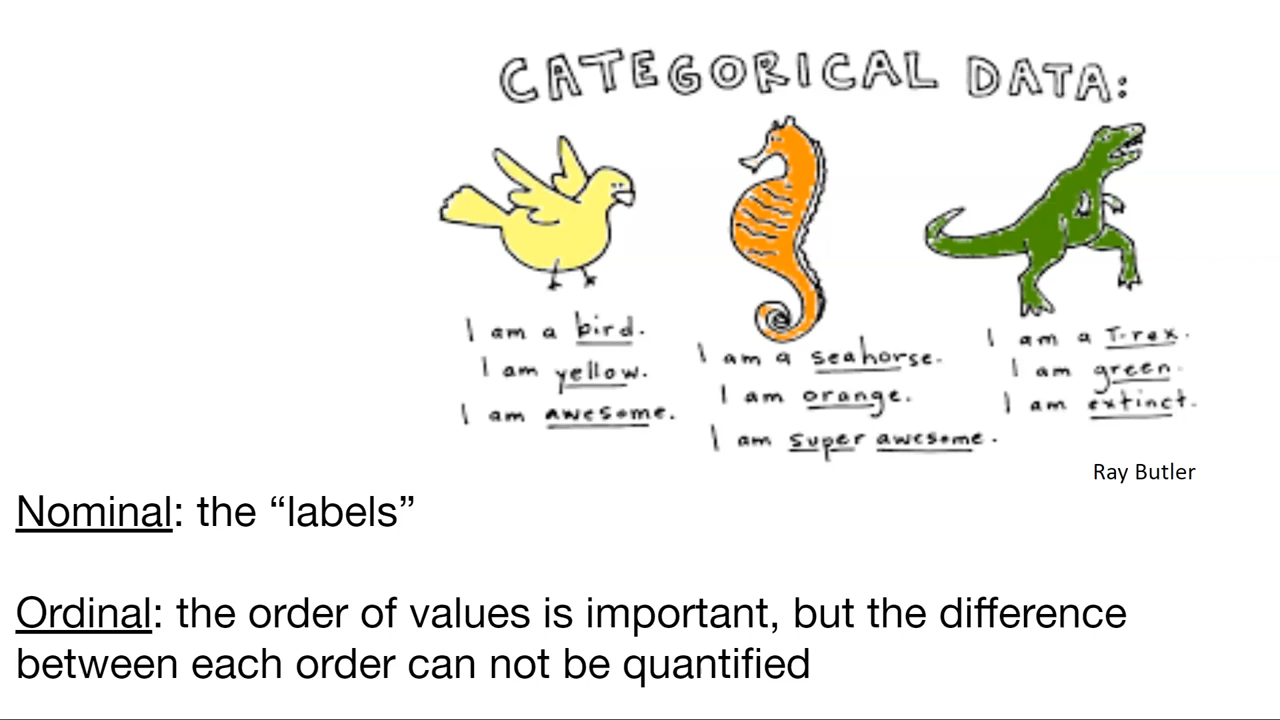 CATEGORICAL DATA:
I am a bird.
I am yellow.
I am awesome.
I am a seahorse.
I am orange.
I am super awesome.
I am a T-rex.
I am green.
I am extinct.
Ray Butler
Nominal: the “labels”
Ordinal: the order of values is important, but the difference
between each order can not be quantified